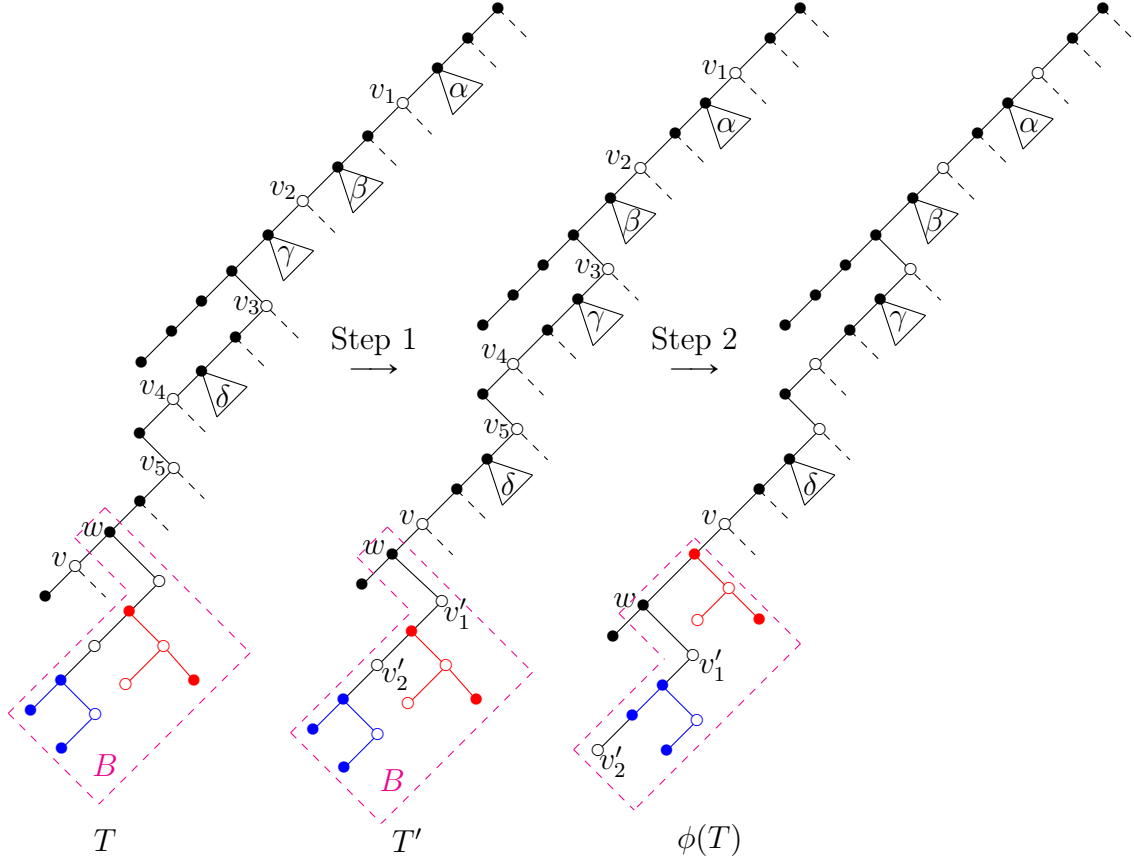 v₁ α v₂ β γ v₃ v₄ δ v₅ w v B
T
Step 1
⟶
v₁ α v₂ β v₃ γ v₄ v₅ δ v w v′₁ v′₂ B
T′
Step 2
⟶
α β γ δ v w v′₁ v′₂
ϕ(T)